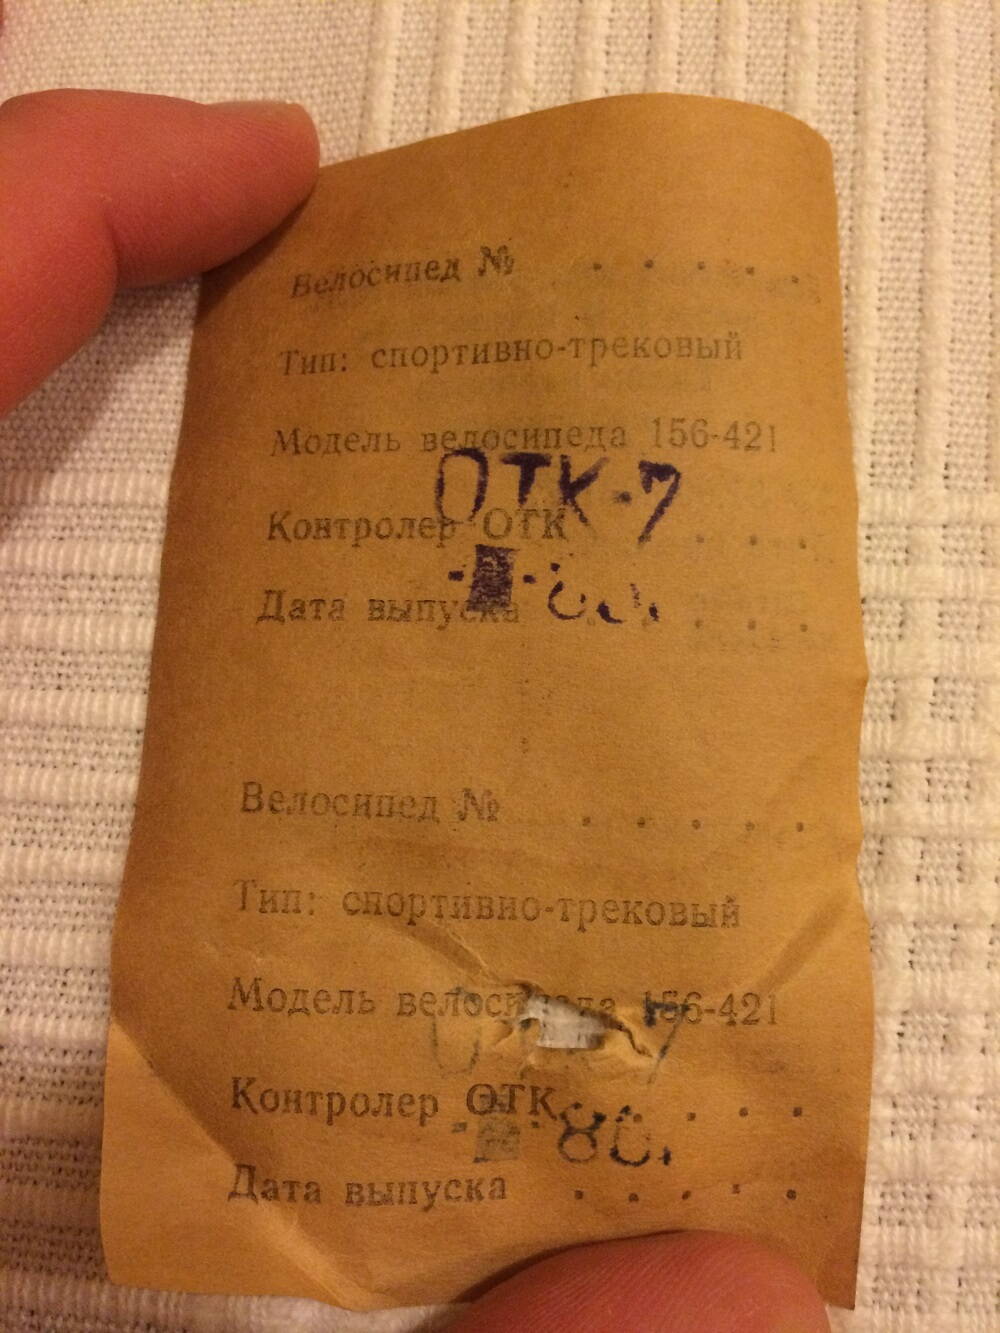 Велосипед № . . . . .
Тип: спортивно-трековый
Модель велосипеда 156-421
ОТК-7
Контролер ОТК . . .
Дата выпуска . . . . .
Велосипед № . . . . .
Тип: спортивно-трековый
Модель велосипеда 156-421
Контролер ОТК . . . .
Дата выпуска . . . . .